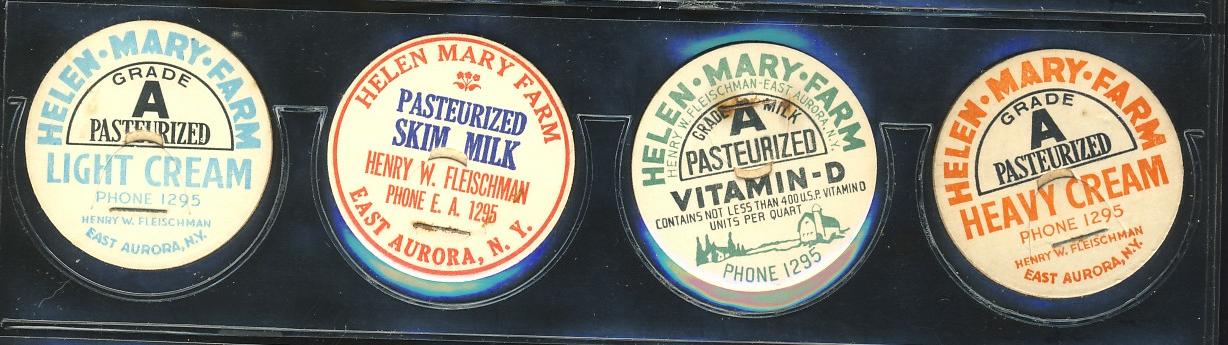 HELEN·MARY·FARM
GRADE
A
PASTEURIZED
LIGHT CREAM
PHONE 1295
HENRY W. FLEISCHMAN
EAST AURORA, N.Y.
HELEN MARY FARM
PASTEURIZED
SKIM MILK
HENRY W. FLEISCHMAN
PHONE E. A. 1295
EAST AURORA, N. Y.
HELEN·MARY·FARM
HENRY W. FLEISCHMAN-EAST AURORA, N.Y.
GRADE A MILK
PASTEURIZED
VITAMIN-D
CONTAINS NOT LESS THAN 400 U.S.P. VITAMIN D
UNITS PER QUART
PHONE 1295
HELEN·MARY·FARM
GRADE
A
PASTEURIZED
HEAVY CREAM
PHONE 1295
HENRY W. FLEISCHMAN
EAST AURORA, N.Y.